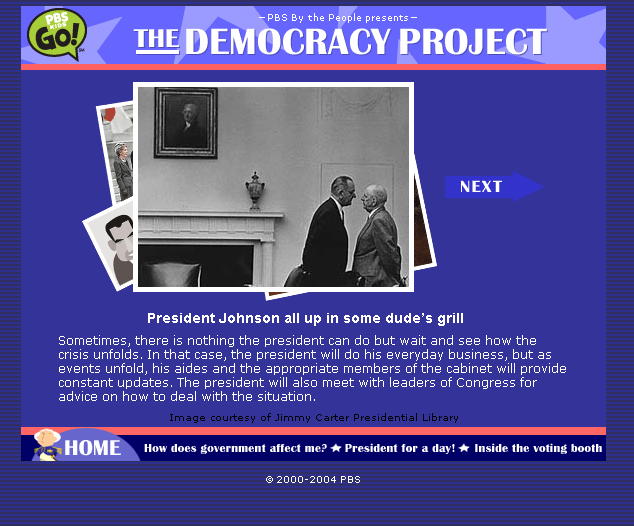 PBS KIDS GO! SM
—PBS By the People presents—
THE DEMOCRACY PROJECT
NEXT
President Johnson all up in some dude's grill
Sometimes, there is nothing the president can do but wait and see how the
crisis unfolds. In that case, the president will do his everyday business, but as
events unfold, his aides and the appropriate members of the cabinet will provide
constant updates. The president will also meet with leaders of Congress for
advice on how to deal with the situation.
Image courtesy of Jimmy Carter Presidential Library
HOME How does government affect me? ★ President for a day! ★ Inside the voting booth
© 2000-2004 PBS